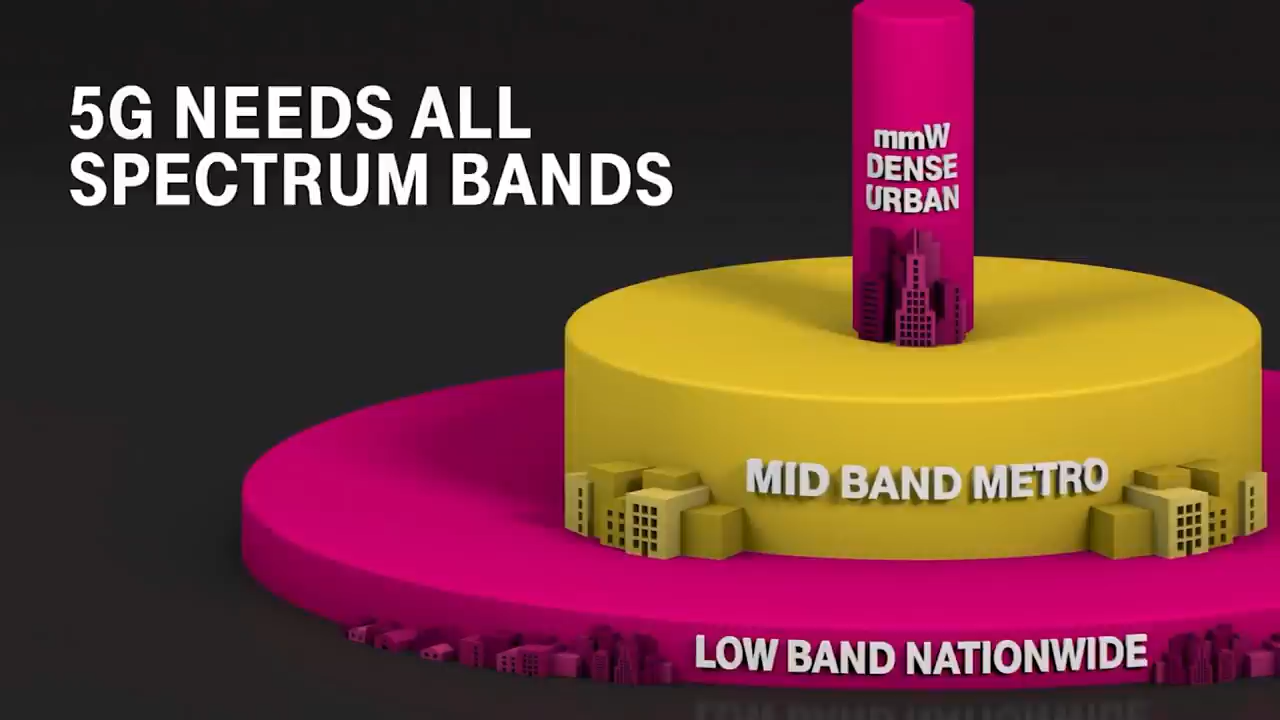 5G NEEDS ALL
SPECTRUM BANDS
mmW
DENSE
URBAN
MID BAND METRO
LOW BAND NATIONWIDE